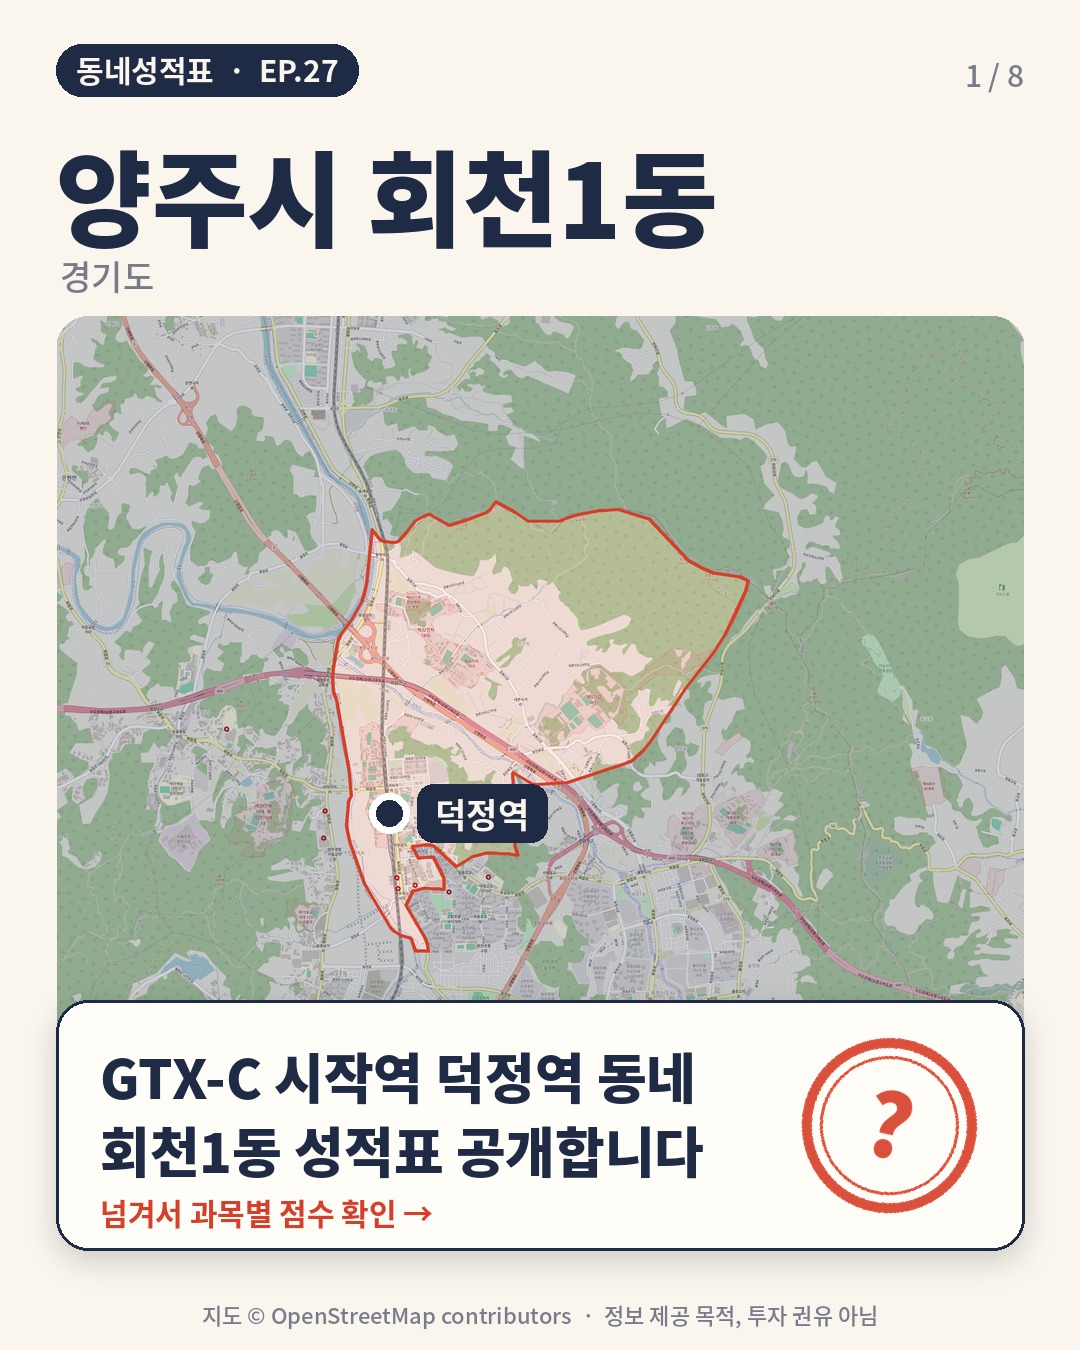 동네성적표 · EP.27
1 / 8
양주시 회천1동
경기도
덕정역
GTX-C 시작역 덕정역 동네
회천1동 성적표 공개합니다
넘겨서 과목별 점수 확인 →
?
지도 © OpenStreetMap contributors · 정보 제공 목적, 투자 권유 아님